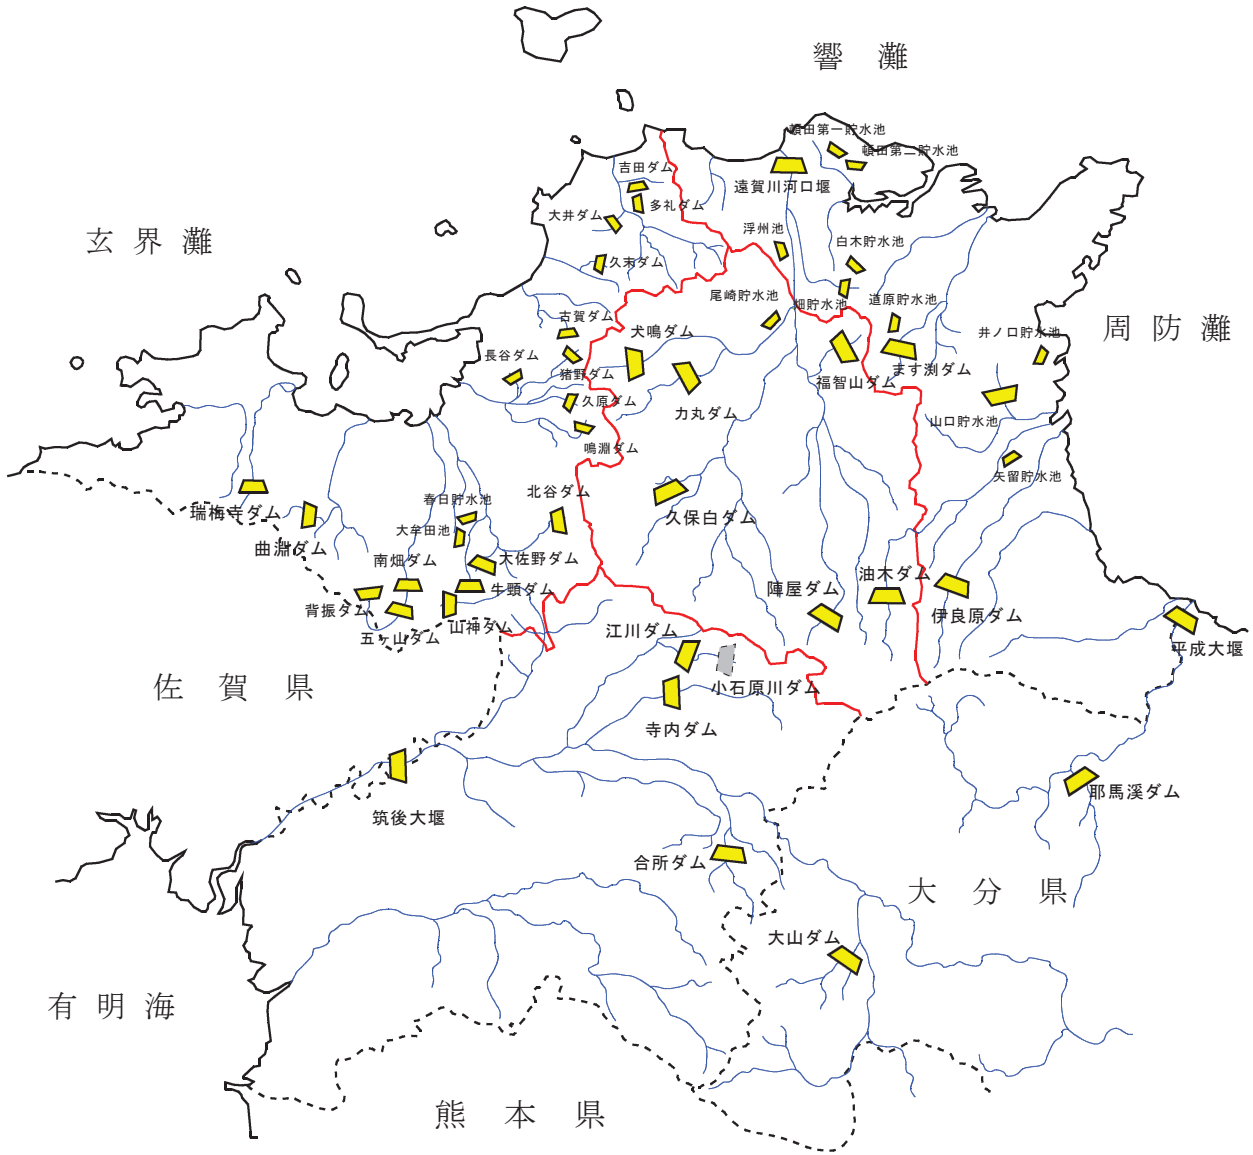 響灘
頓田第一貯水池
頓田第二貯水池
吉田ダム
遠賀川河口堰
多礼ダム
大井ダム
浮州池
白木貯水池
玄界灘
久末ダム
尾崎貯水池
畑貯水池
道原貯水池
古賀ダム
犬鳴ダム
井ノ口貯水池
周防灘
長谷ダム
猪野ダム
福智山ダム
ます渕ダム
久原ダム
力丸ダム
山口貯水池
鳴淵ダム
矢留貯水池
北谷ダム
春日貯水池
瑞梅寺ダム
久保白ダム
大牟田池
曲淵ダム
南畑ダム
大佐野ダム
油木ダム
牛頸ダム
陣屋ダム
背振ダム
伊良原ダム
山神ダム
五ヶ山ダム
江川ダム
平成大堰
佐賀県
小石原川ダム
寺内ダム
耶馬溪ダム
筑後大堰
合所ダム
大分県
大山ダム
有明海
熊本県